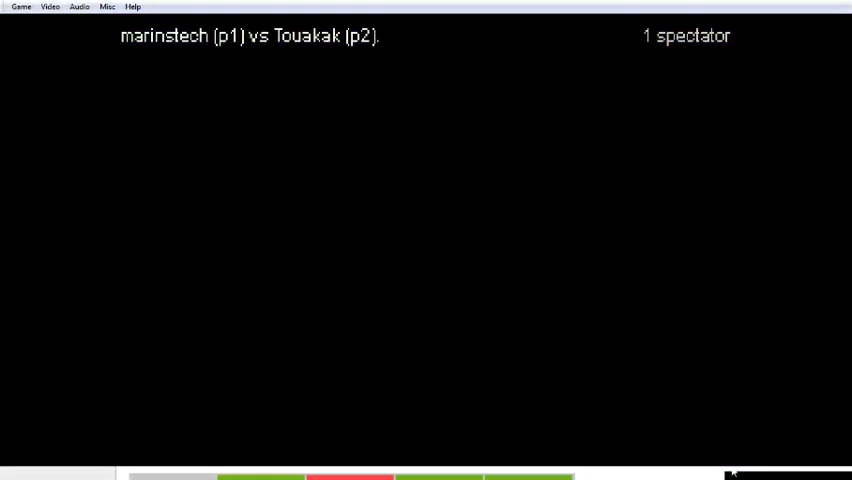 Game Video Audio Misc Help
marinstech (p1) vs Touakak (p2). 1 spectator